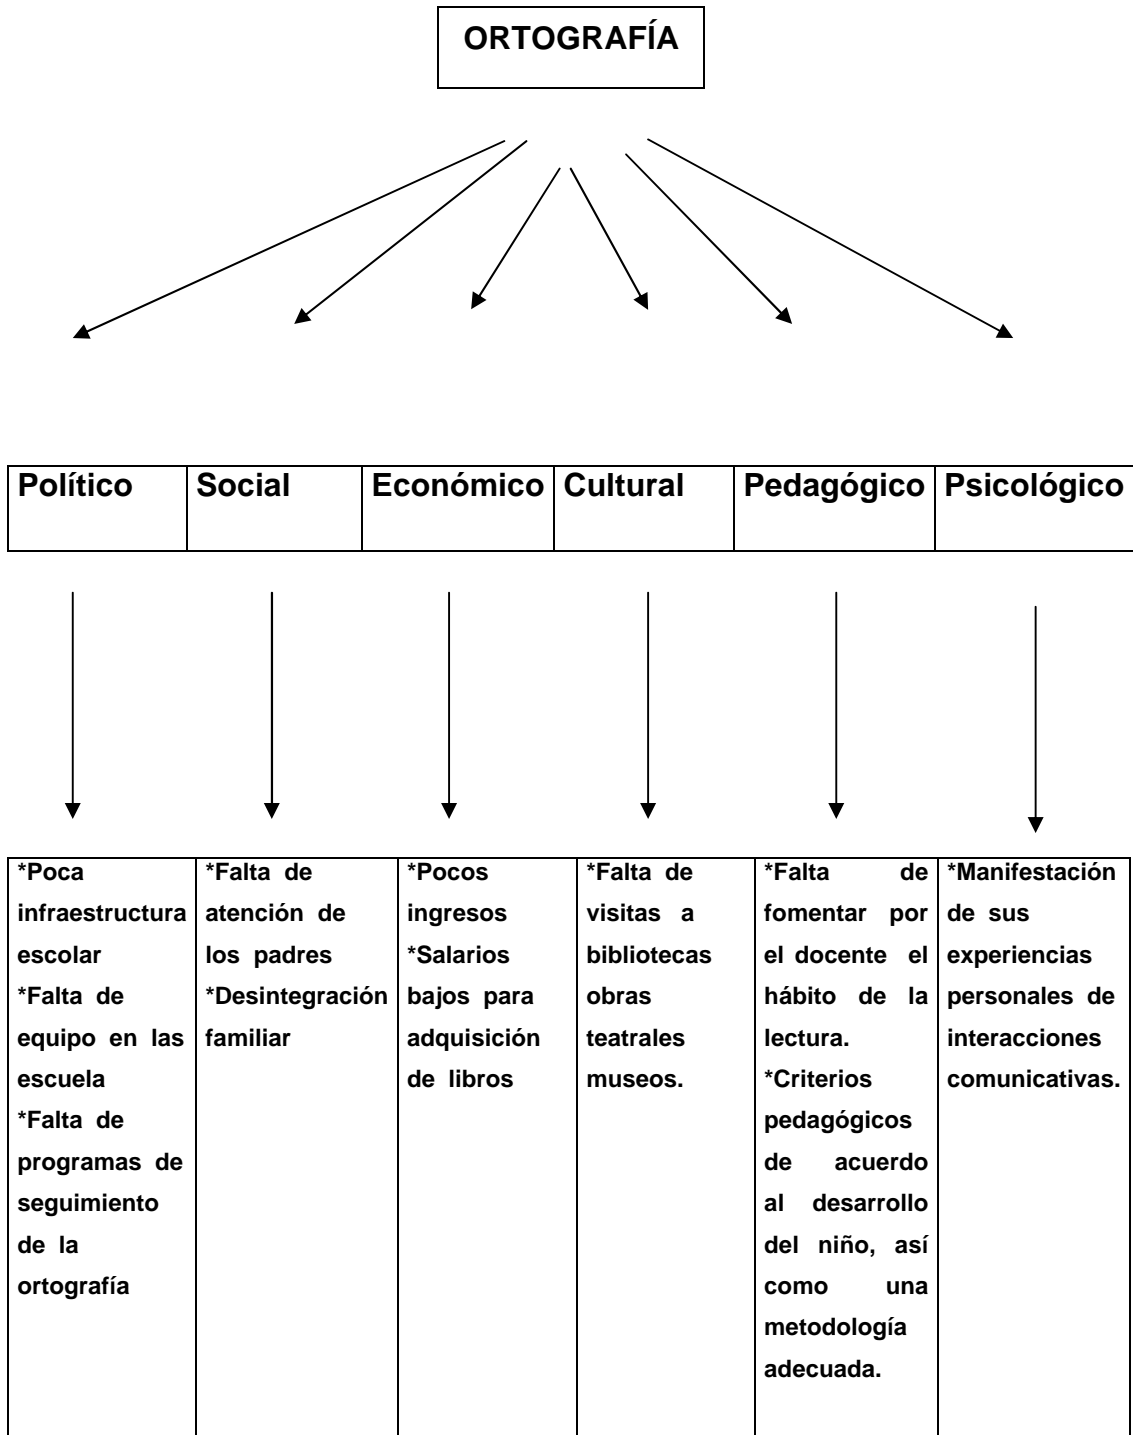 ORTOGRAFÍA
Político
Social
Económico
Cultural
Pedagógico
Psicológico
*Poca
infraestructura
escolar
*Falta de
equipo en las
escuela
*Falta de
programas de
seguimiento
de la
ortografía
*Falta de
atención de
los padres
*Desintegración
familiar
*Pocos
ingresos
*Salarios
bajos para
adquisición
de libros
*Falta de
visitas a
bibliotecas
obras
teatrales
museos.
*Falta de
fomentar por
el docente el
hábito de la
lectura.
*Criterios
pedagógicos
de acuerdo
al desarrollo
del niño, así
como una
metodología
adecuada.
*Manifestación
de sus
experiencias
personales de
interacciones
comunicativas.